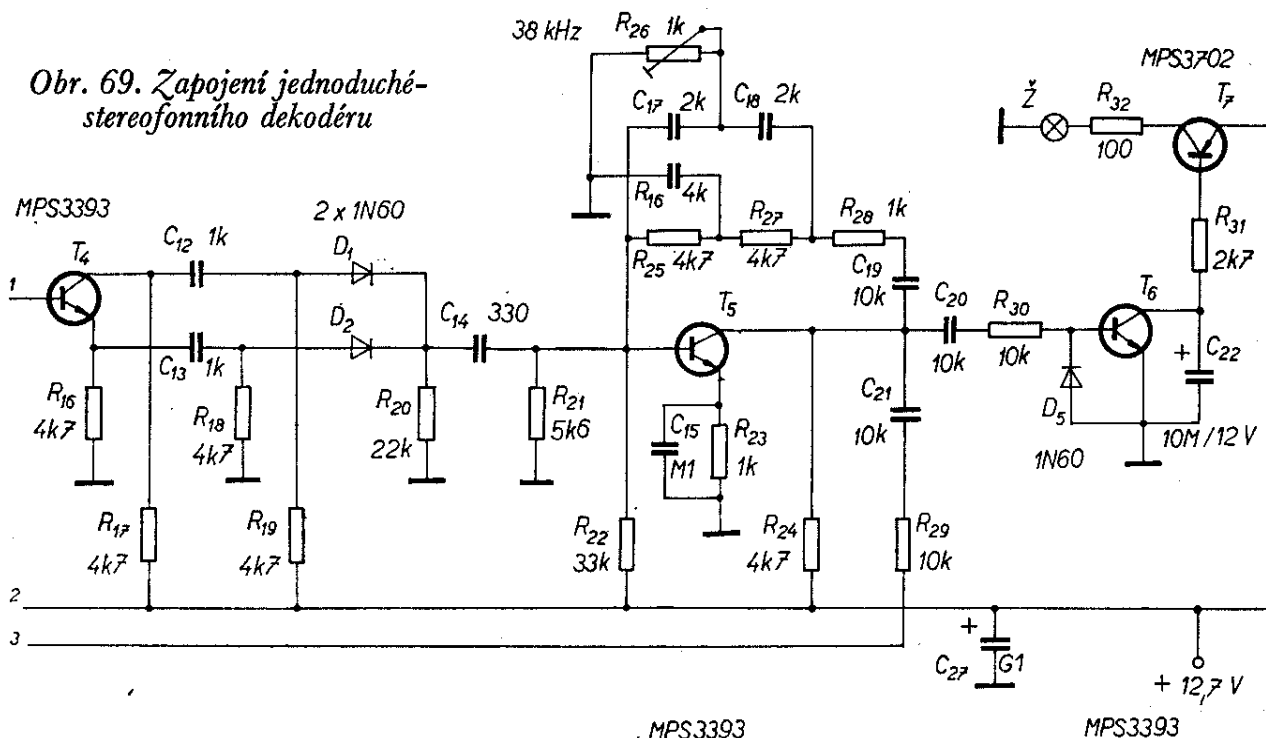 Obr. 69. Zapojení jednoduché-
stereofonního dekodéru
38 kHz
R26 1k
C17 2k
C18 2k
R16 4k
R25 4k7
R27 4k7
R28 1k
C19 10k
MPS3702
Ž
R32 100
T7
R31 2k7
MPS3393
T4
1
C12 1k
2 x 1N60
D1
D2
C13 1k
C14 330
R16 4k7
R18 4k7
R20 22k
R21 5k6
T5
C15 M1
R23 1k
C20 10k
R30 10k
C21 10k
T6
D5
1N60
+
C22
10M/12 V
R17 4k7
R19 4k7
R22 33k
R24 4k7
R29 10k
2
3
+
C27 G1
+ 12,7 V
MPS3393
MPS3393